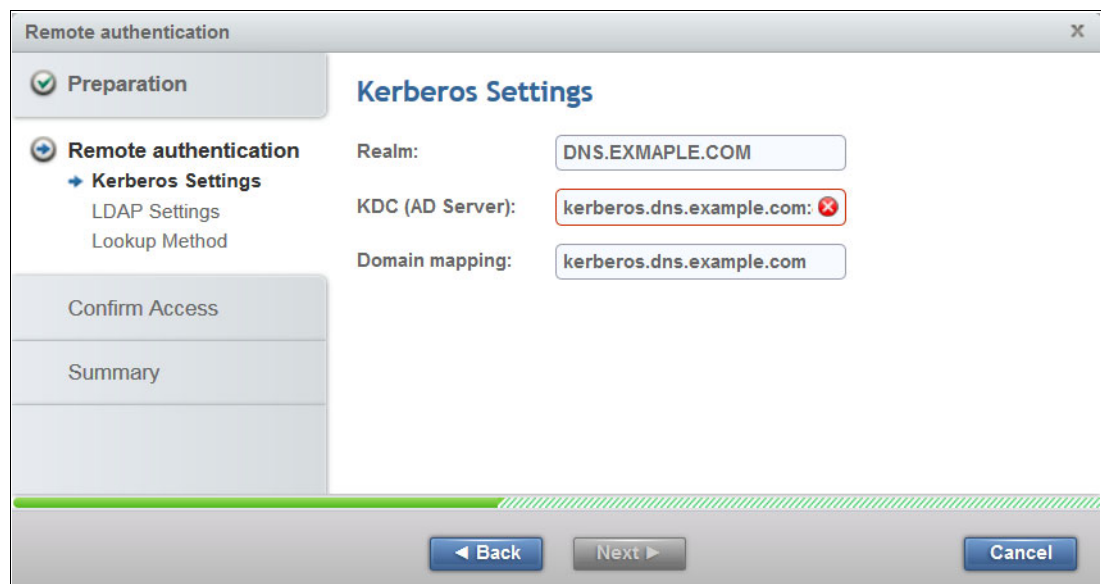 Remote authentication
x
Preparation
Remote authentication
Kerberos Settings
LDAP Settings
Lookup Method
Confirm Access
Summary
Kerberos Settings
Realm: DNS.EXMAPLE.COM
KDC (AD Server): kerberos.dns.example.com:
Domain mapping: kerberos.dns.example.com
Back Next Cancel